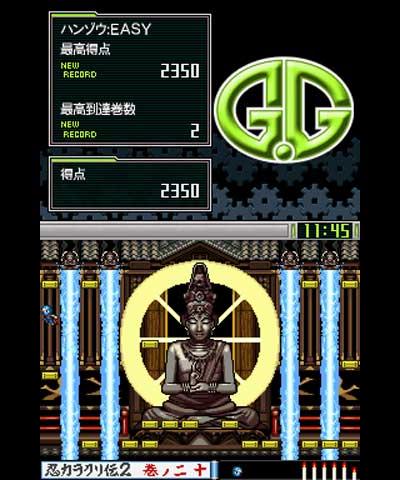 ハンゾウ:EASY
最高得点
NEW
RECORD
2350
最高到達巻数
NEW
RECORD
2
得点
2350
G.G
11:45
忍カラクリ伝2
巻ノ二十